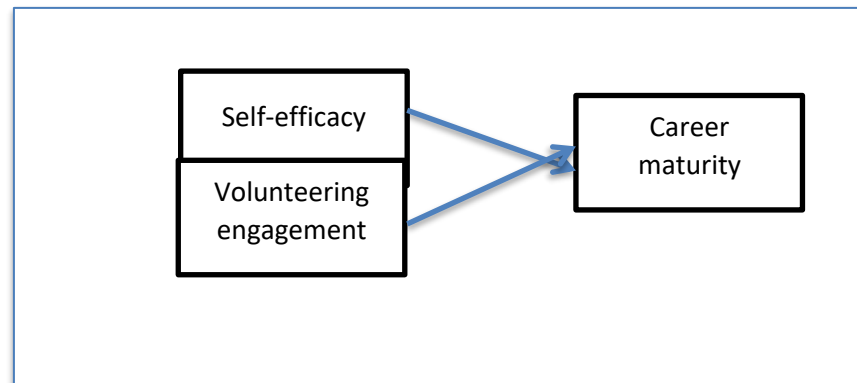 Self-efficacy
Volunteering
engagement
Career
maturity